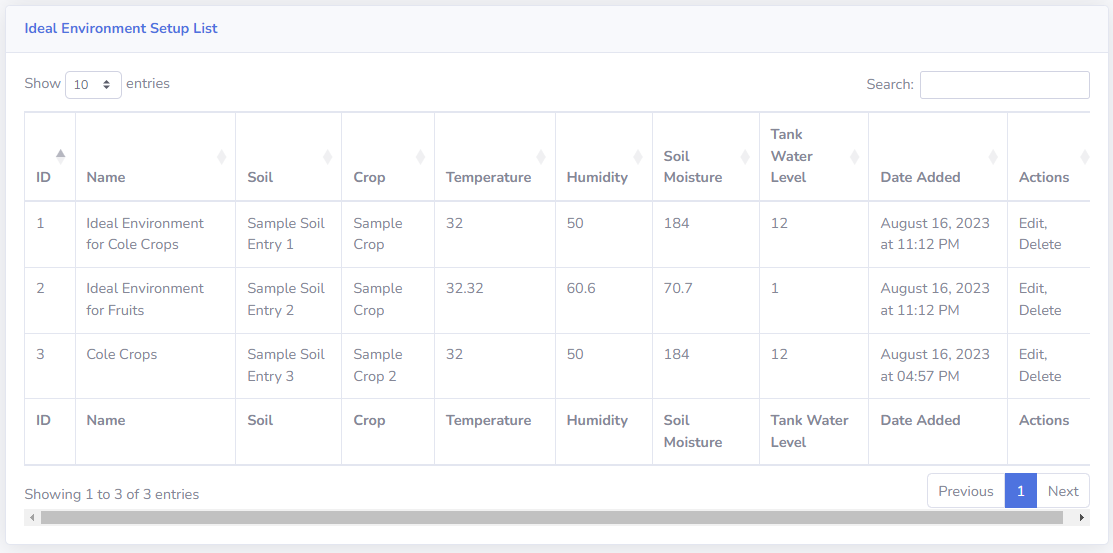 Ideal Environment Setup List
Show 10 entries Search:
ID Name Soil Crop Temperature Humidity Soil Moisture Tank Water Level Date Added Actions
1 Ideal Environment for Cole Crops Sample Soil Entry 1 Sample Crop 32 50 184 12 August 16, 2023 at 11:12 PM Edit, Delete
2 Ideal Environment for Fruits Sample Soil Entry 2 Sample Crop 32.32 60.6 70.7 1 August 16, 2023 at 11:12 PM Edit, Delete
3 Cole Crops Sample Soil Entry 3 Sample Crop 2 32 50 184 12 August 16, 2023 at 04:57 PM Edit, Delete
ID Name Soil Crop Temperature Humidity Soil Moisture Tank Water Level Date Added Actions
Showing 1 to 3 of 3 entries Previous 1 Next